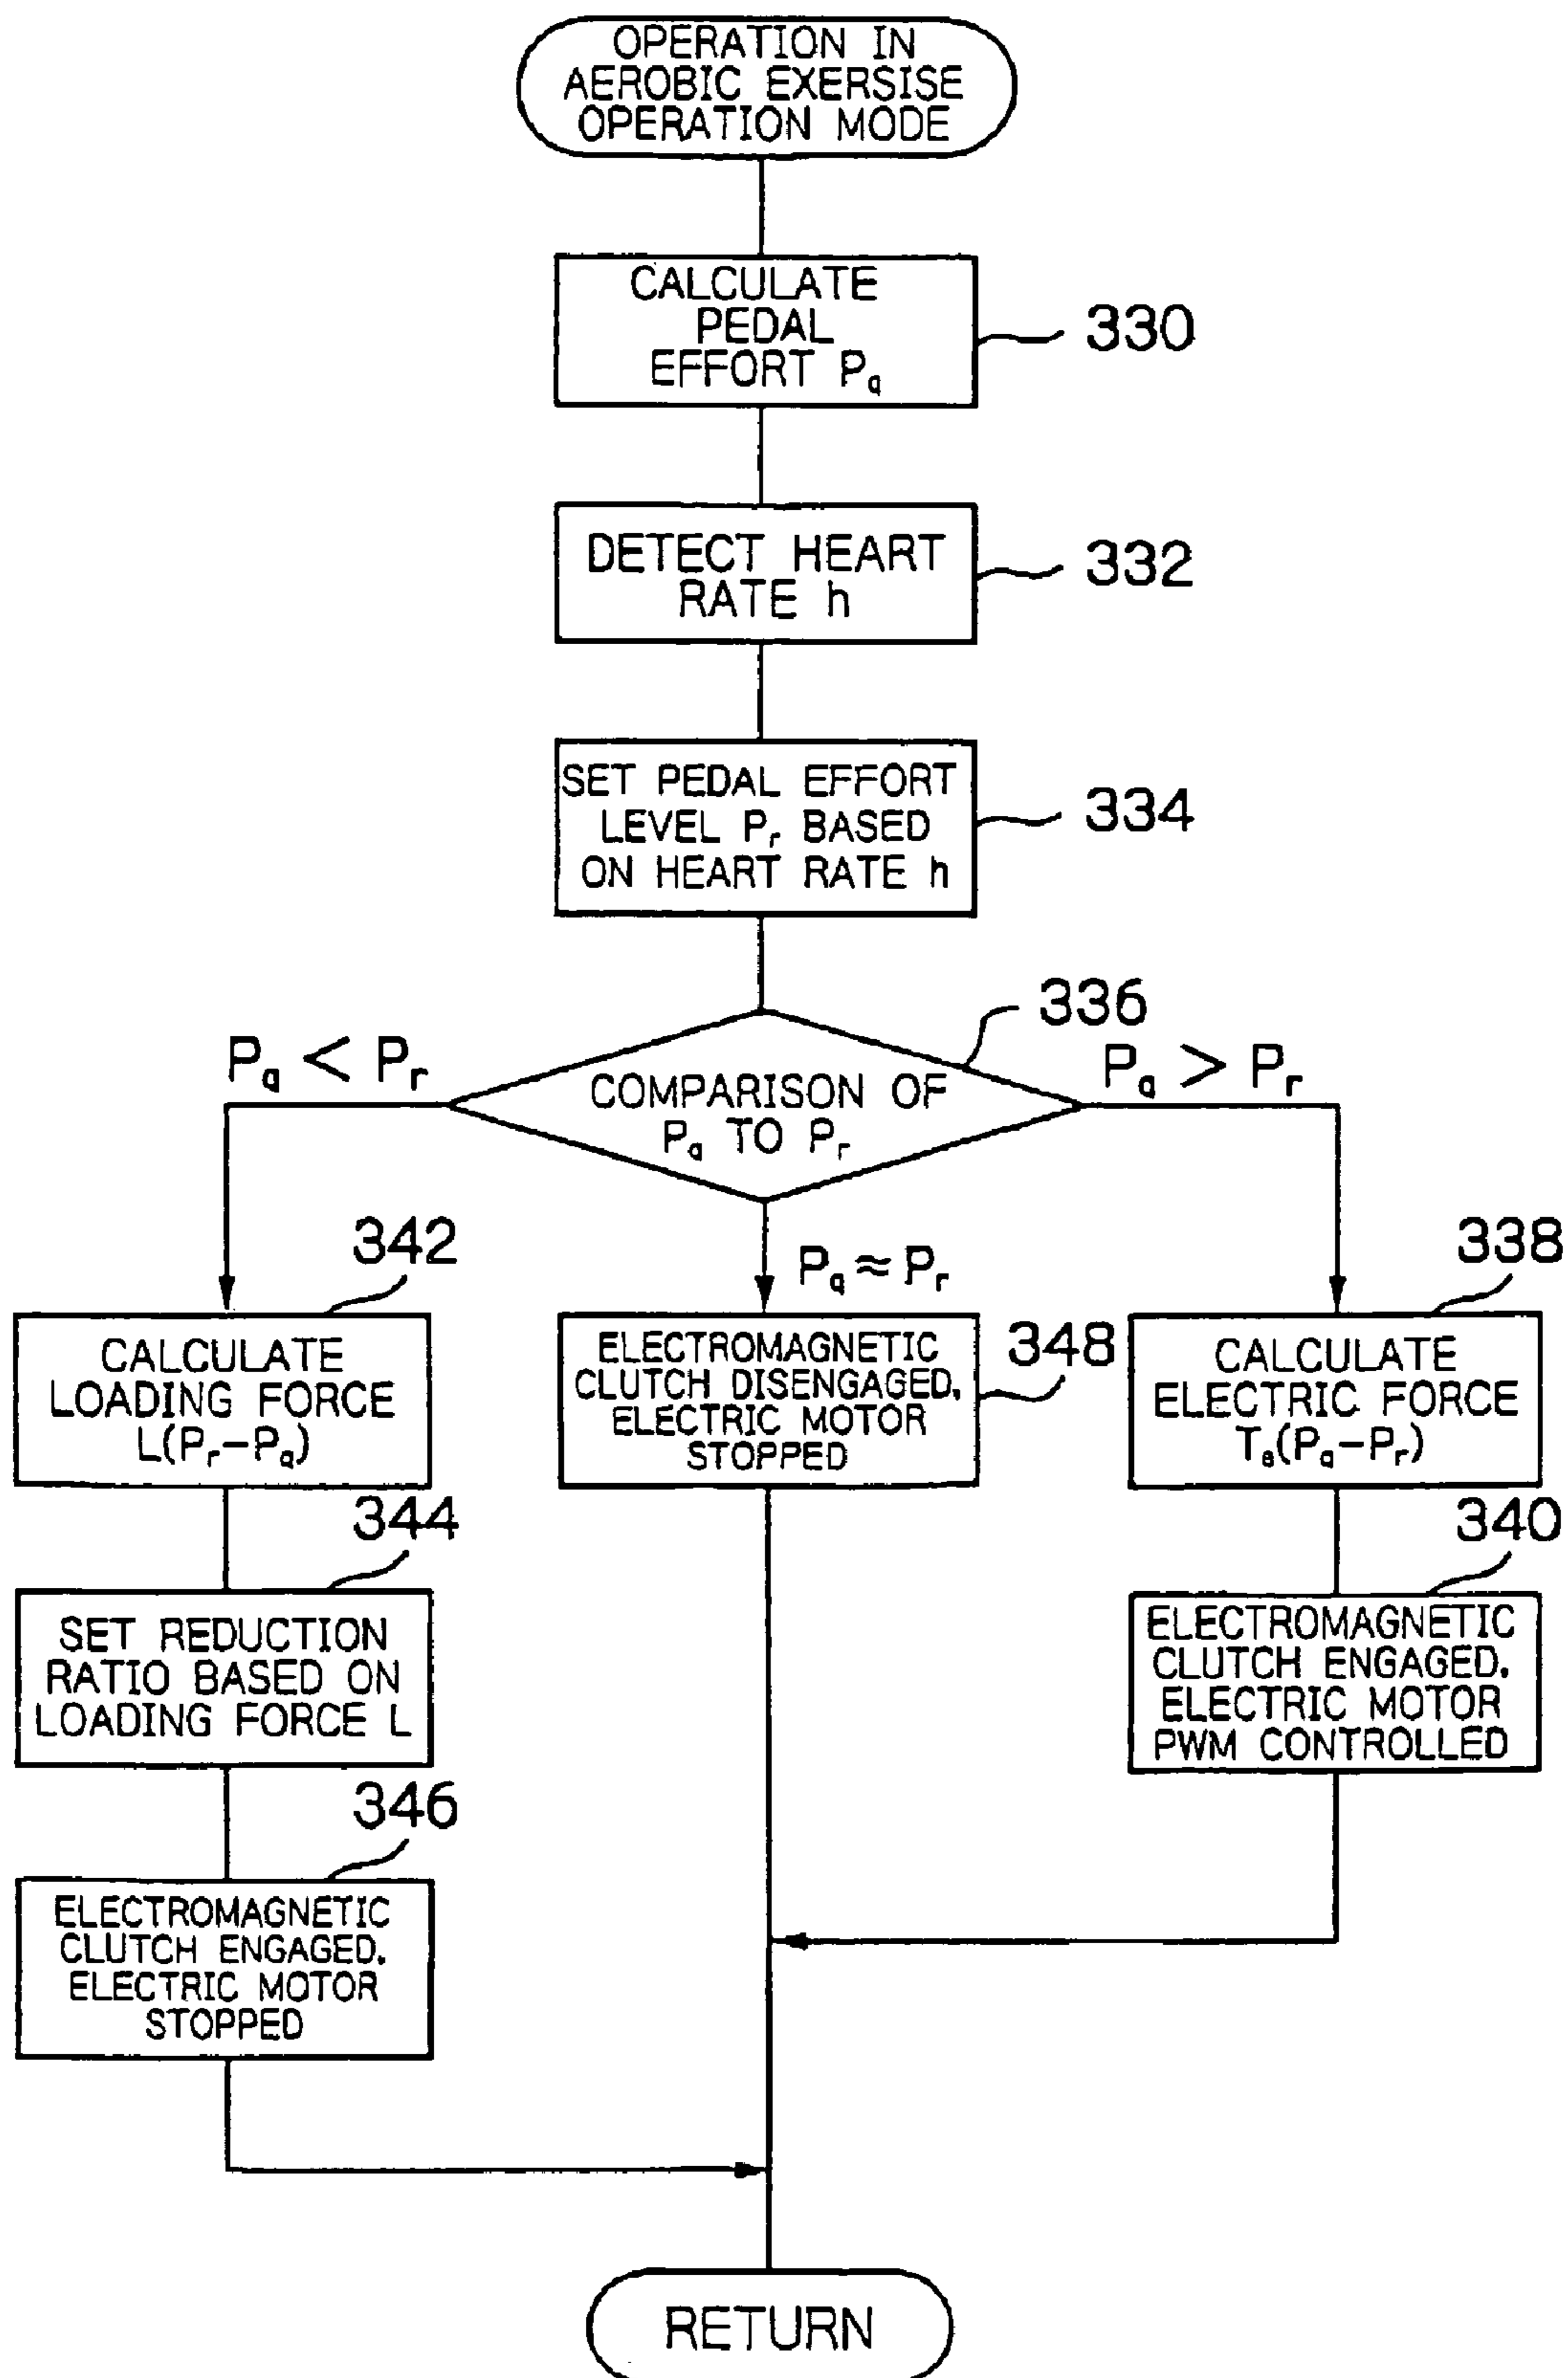 OPERATION IN
AEROBIC EXERSISE
OPERATION MODE
CALCULATE
PEDAL
EFFORT Pa
330
DETECT HEART
RATE h
332
SET PEDAL EFFORT
LEVEL Pr BASED
ON HEART RATE h
334
336
Pa < Pr
COMPARISON OF
Pa TO Pr
Pa > Pr
Pa ≈ Pr
342
CALCULATE
LOADING FORCE
L(Pr-Pa)
344
SET REDUCTION
RATIO BASED ON
LOADING FORCE L
346
ELECTROMAGNETIC
CLUTCH ENGAGED,
ELECTRIC MOTOR
STOPPED
348
ELECTROMAGNETIC
CLUTCH DISENGAGED,
ELECTRIC MOTOR
STOPPED
338
CALCULATE
ELECTRIC FORCE
Te(Pa-Pr)
340
ELECTROMAGNETIC
CLUTCH ENGAGED,
ELECTRIC MOTOR
PWM CONTROLLED
RETURN